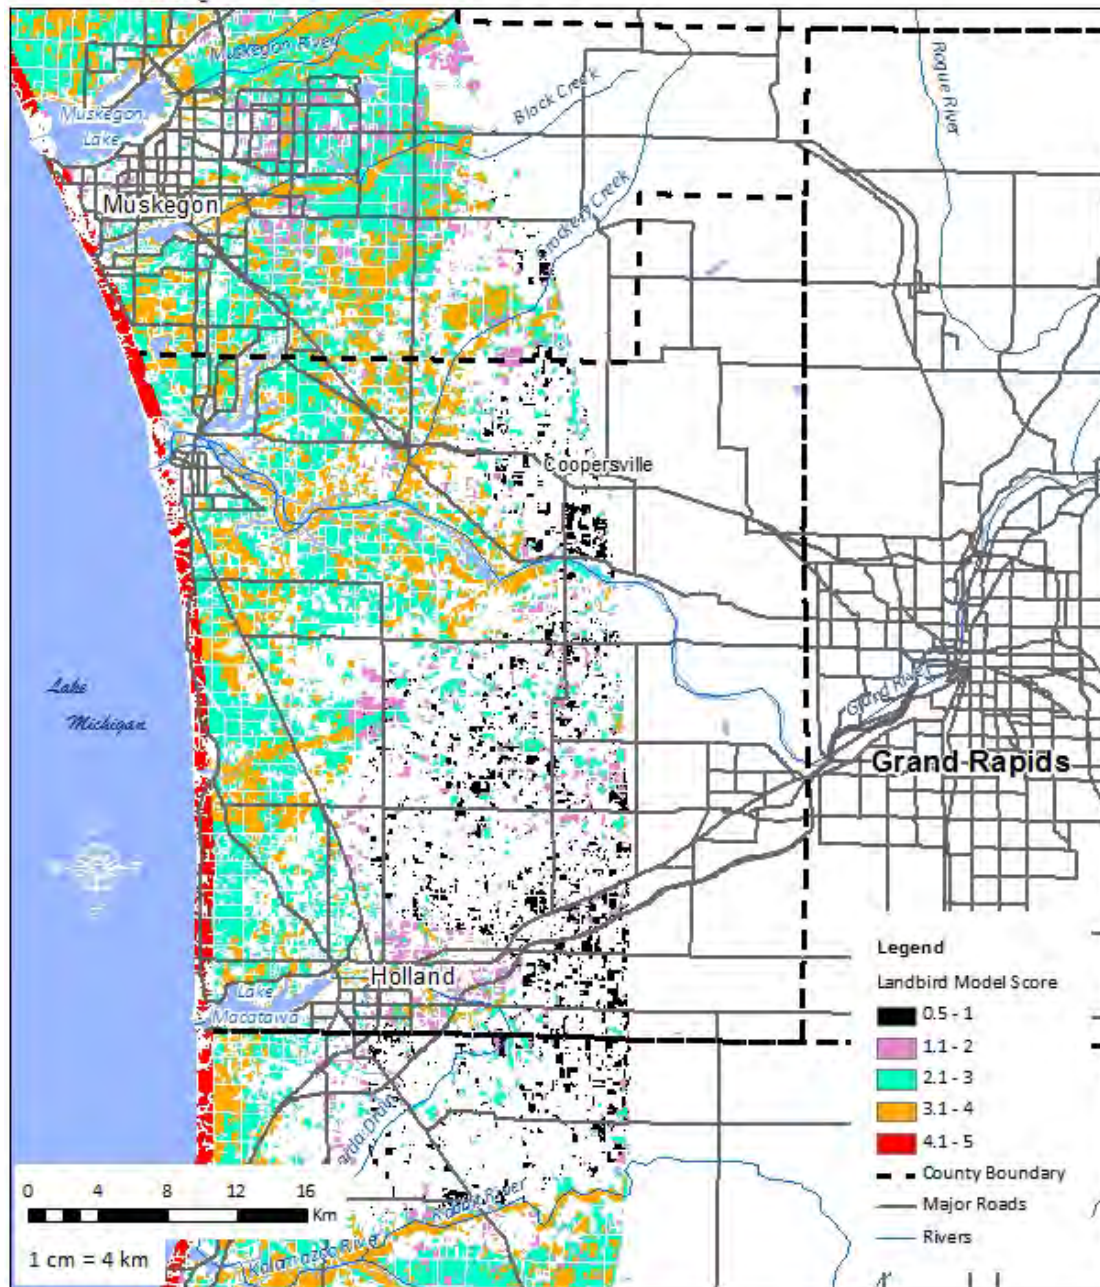 Muskegon River
Rogue River
Black Creek
Muskegon
Lake
Crockery Creek
Muskegon
Coopersville
Lake
Michigan
Grand River
Grand Rapids
Holland
Lake
Macatawa
Legend
Landbird Model Score
0.5 - 1
1.1 - 2
2.1 - 3
3.1 - 4
4.1 - 5
County Boundary
Major Roads
Rivers
Drain
Rabbit River
Kalamazoo River
0 4 8 12 16
Km
1 cm = 4 km